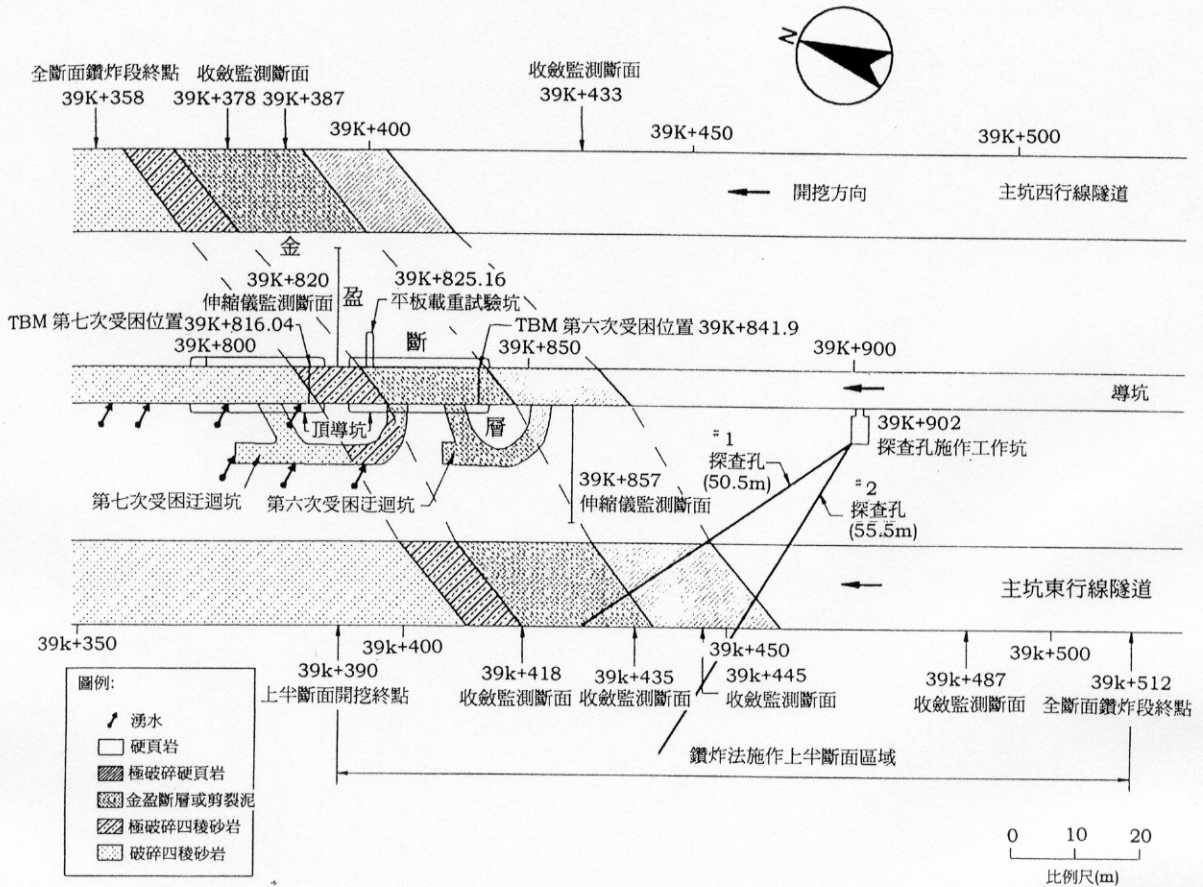 N
全斷面鑽炸段終點
39K+358
收斂監測斷面
39K+378
39K+387
39K+400
收斂監測斷面
39K+433
39K+450
39K+500
開挖方向
主坑西行線隧道
金
39K+820
伸縮儀監測斷面
盈
39K+825.16
平板載重試驗坑
TBM 第七次受困位置
39K+816.04
斷
TBM 第六次受困位置 39K+841.9
39K+800
39K+850
39K+900
導坑
頂導坑
層
39K+902
探查孔施作工作坑
#1
探查孔
(50.5m)
#2
探查孔
(55.5m)
39K+857
伸縮儀監測斷面
第七次受困迂迴坑
第六次受困迂迴坑
主坑東行線隧道
39k+350
39k+400
39k+450
39k+500
39k+390
上半斷面開挖終點
39k+418
收斂監測斷面
39k+435
收斂監測斷面
39k+445
收斂監測斷面
39k+487
收斂監測斷面
39k+512
全斷面鑽炸段終點
鑽炸法施作上半斷面區域
圖例:
湧水
硬頁岩
極破碎硬頁岩
金盈斷層或剪裂泥
極破碎四稜砂岩
破碎四稜砂岩
0 10 20
比例尺(m)